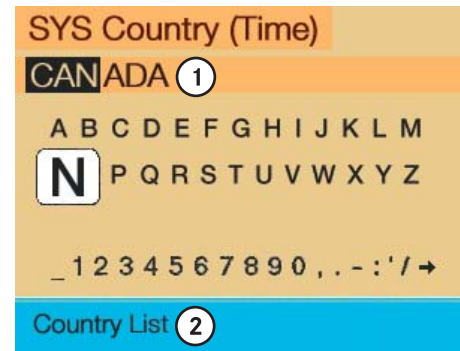 SYS Country (Time)
CANADA 1
A B C D E F G H I J K L M
N P Q R S T U V W X Y Z
_ 1 2 3 4 5 6 7 8 9 0 , . - : ' / →
Country List 2